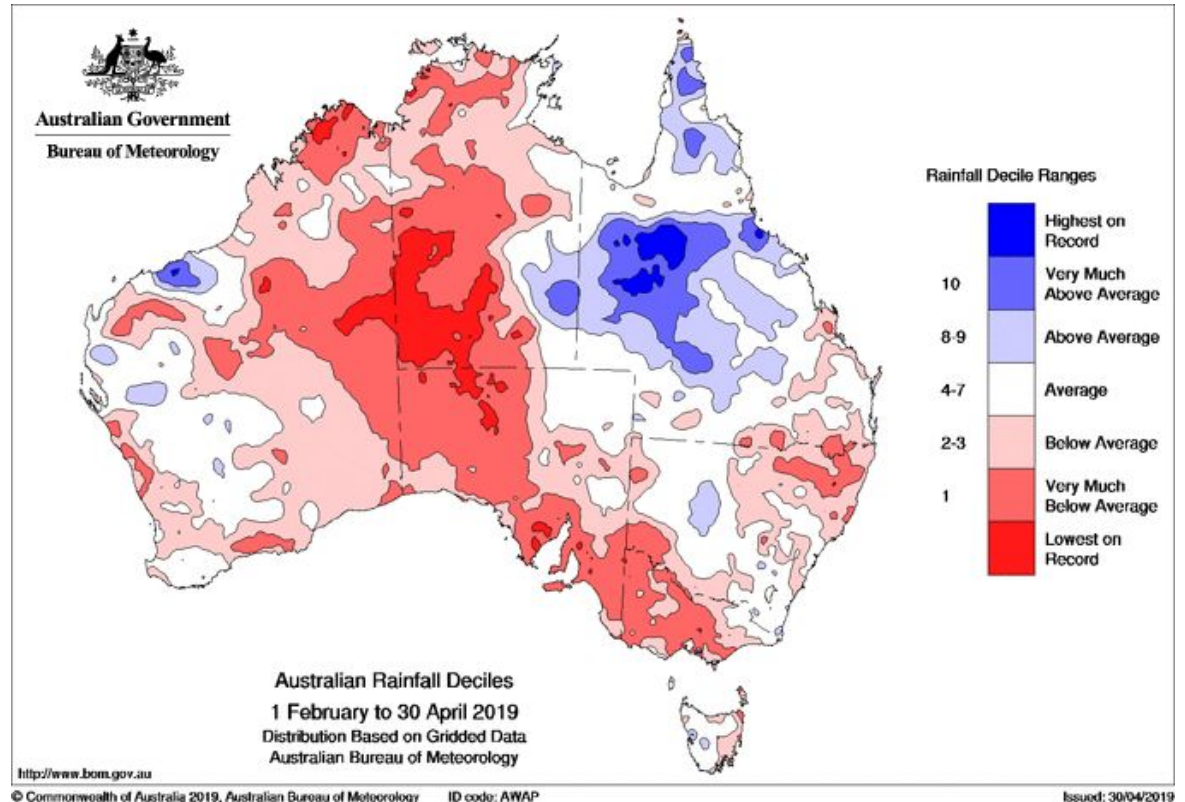 Australian Government
Bureau of Meteorology
Rainfall Decile Ranges
Highest on
Record
10
Very Much
Above Average
8-9
Above Average
4-7
Average
2-3
Below Average
1
Very Much
Below Average
Lowest on
Record
Australian Rainfall Deciles
1 February to 30 April 2019
Distribution Based on Gridded Data
Australian Bureau of Meteorology
http://www.bom.gov.au
© Commonwealth of Australia 2019, Australian Bureau of Meteorology
ID code: AWAP
Issued: 30/04/2019